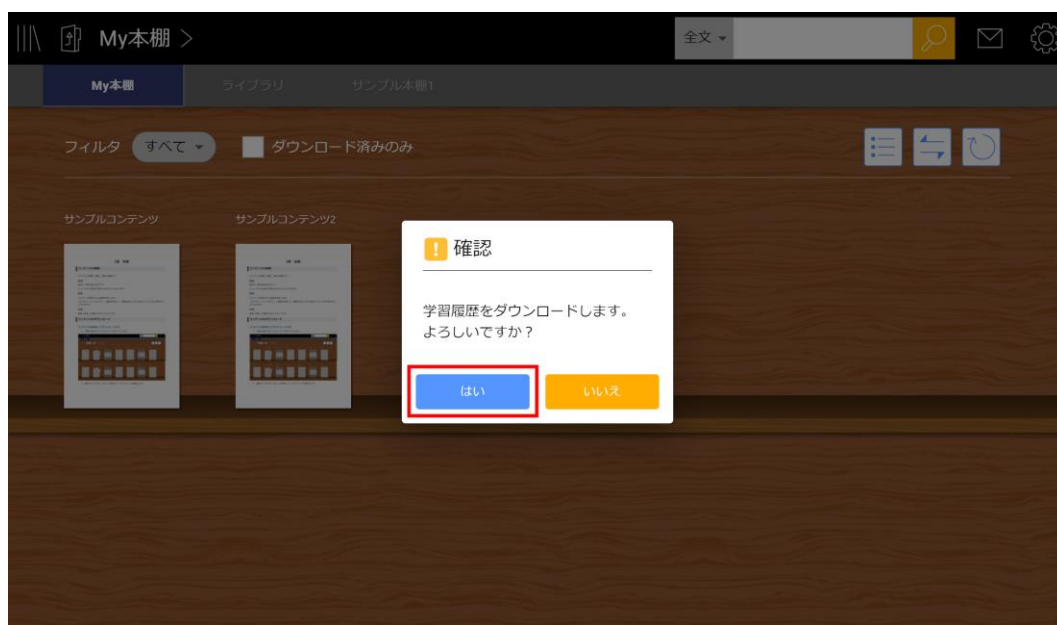 My本棚 >
全文
My本棚
ライブラリ
サンプル本棚1
フィルタ
すべて
ダウンロード済みのみ
サンプルコンテンツ
サンプルコンテンツ2
確認
学習履歴をダウンロードします。
よろしいですか？
はい
いいえ